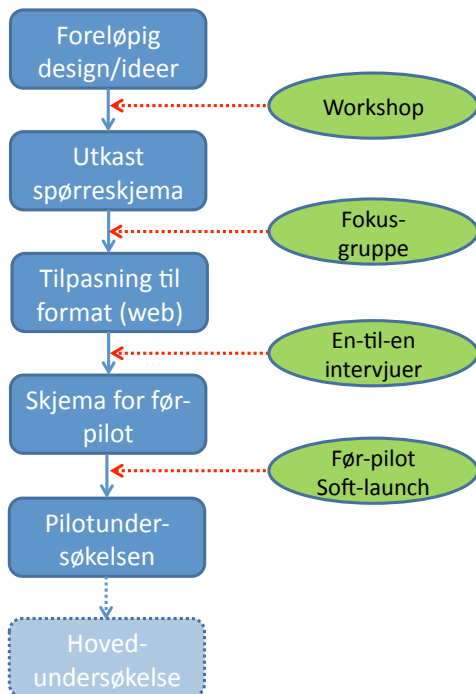 Foreløpig
design/ideer
Workshop
Utkast
spørreskjema
Fokus-
gruppe
Tilpasning til
format (web)
En-til-en
intervjuer
Skjema for før-
pilot
Før-pilot
Soft-launch
Pilotunder-
søkelsen
Hoved-
undersøkelse